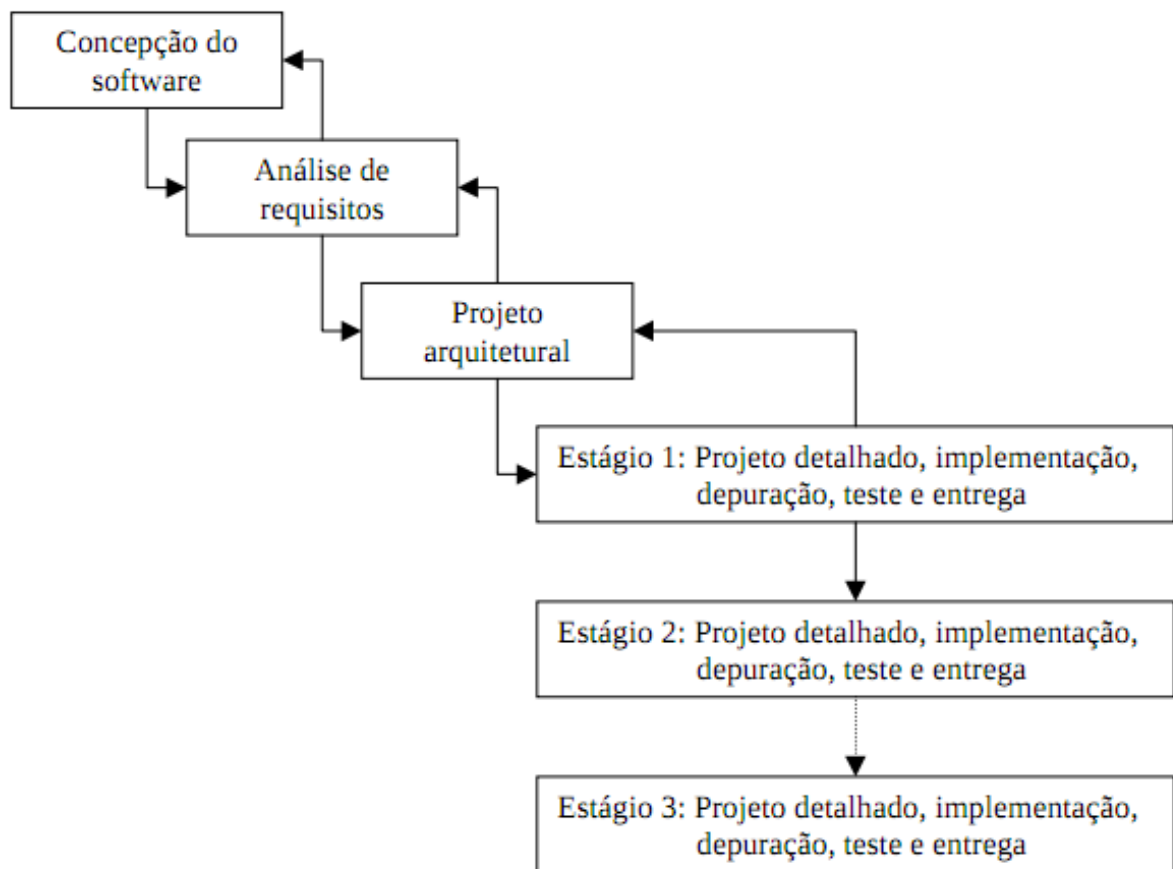 Concepção do
software
Análise de
requisitos
Projeto
arquitetural
Estágio 1: Projeto detalhado, implementação,
depuração, teste e entrega
Estágio 2: Projeto detalhado, implementação,
depuração, teste e entrega
Estágio 3: Projeto detalhado, implementação,
depuração, teste e entrega